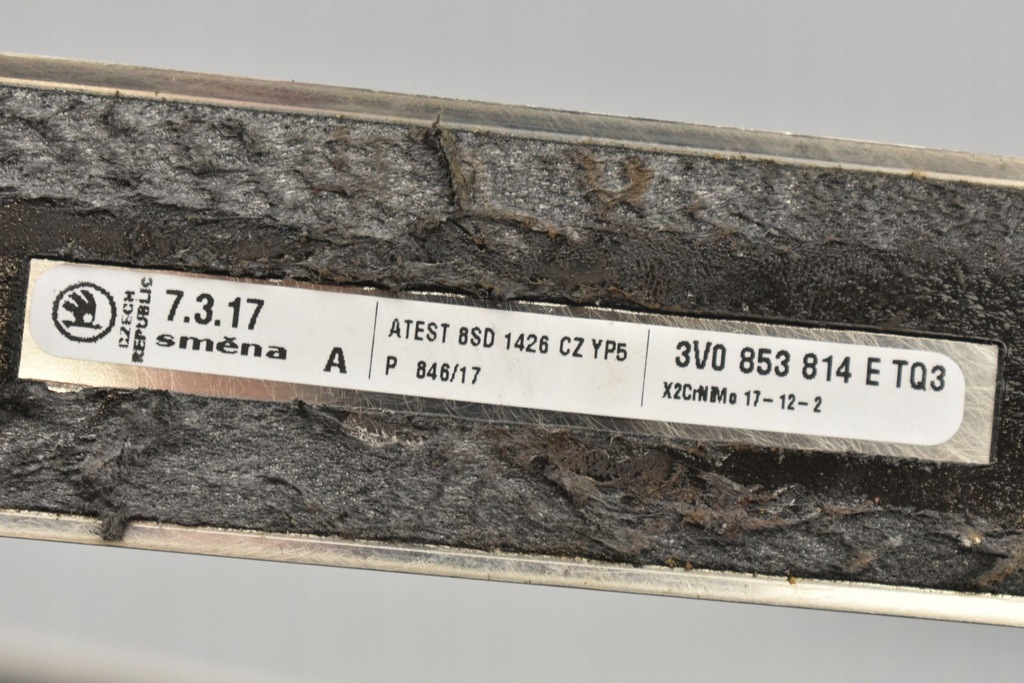 CZECH
REPUBLIC
7.3.17
směna A
ATEST 8SD 1426 CZ YP5
P 846/17
3V0 853 814 E TQ3
X2CrNiMo 17-12-2